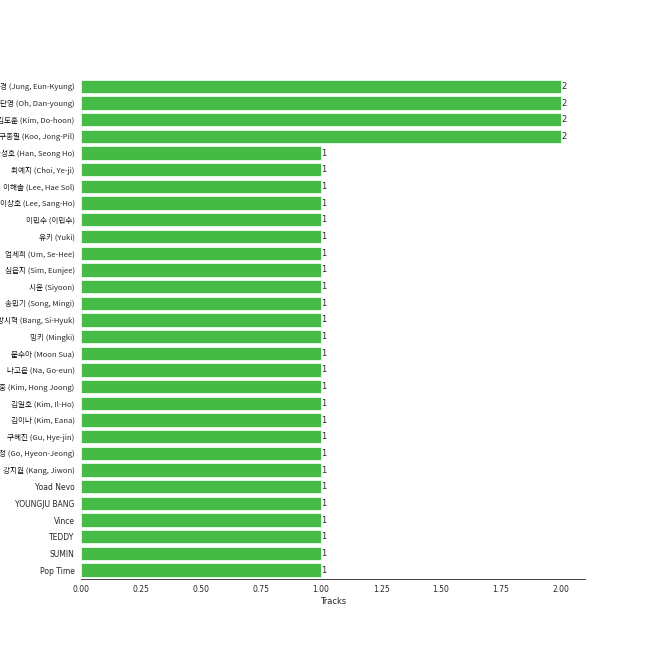 경 (Jung, Eun-Kyung)
2
단영 (Oh, Dan-young)
2
김도훈 (Kim, Do-hoon)
2
구종필 (Koo, Jong-Pil)
2
성호 (Han, Seong Ho)
1
최예지 (Choi, Ye-ji)
1
이해솔 (Lee, Hae Sol)
1
이상호 (Lee, Sang-Ho)
1
이민수 (이민수)
1
유키 (Yuki)
1
엄세희 (Um, Se-Hee)
1
심은지 (Sim, Eunjee)
1
시윤 (Siyoon)
1
송민기 (Song, Mingi)
1
방시혁 (Bang, Si-Hyuk)
1
밍키 (Mingki)
1
문수아 (Moon Sua)
1
나고은 (Na, Go-eun)
1
중 (Kim, Hong Joong)
1
김일호 (Kim, Il-Ho)
1
김이나 (Kim, Eana)
1
구혜진 (Gu, Hye-jin)
1
정 (Go, Hyeon-Jeong)
1
강지원 (Kang, Jiwon)
1
Yoad Nevo
1
YOUNGJU BANG
1
Vince
1
TEDDY
1
SUMIN
1
Pop Time
1
0.00 0.25 0.50 0.75 1.00 1.25 1.50 1.75 2.00
Tracks